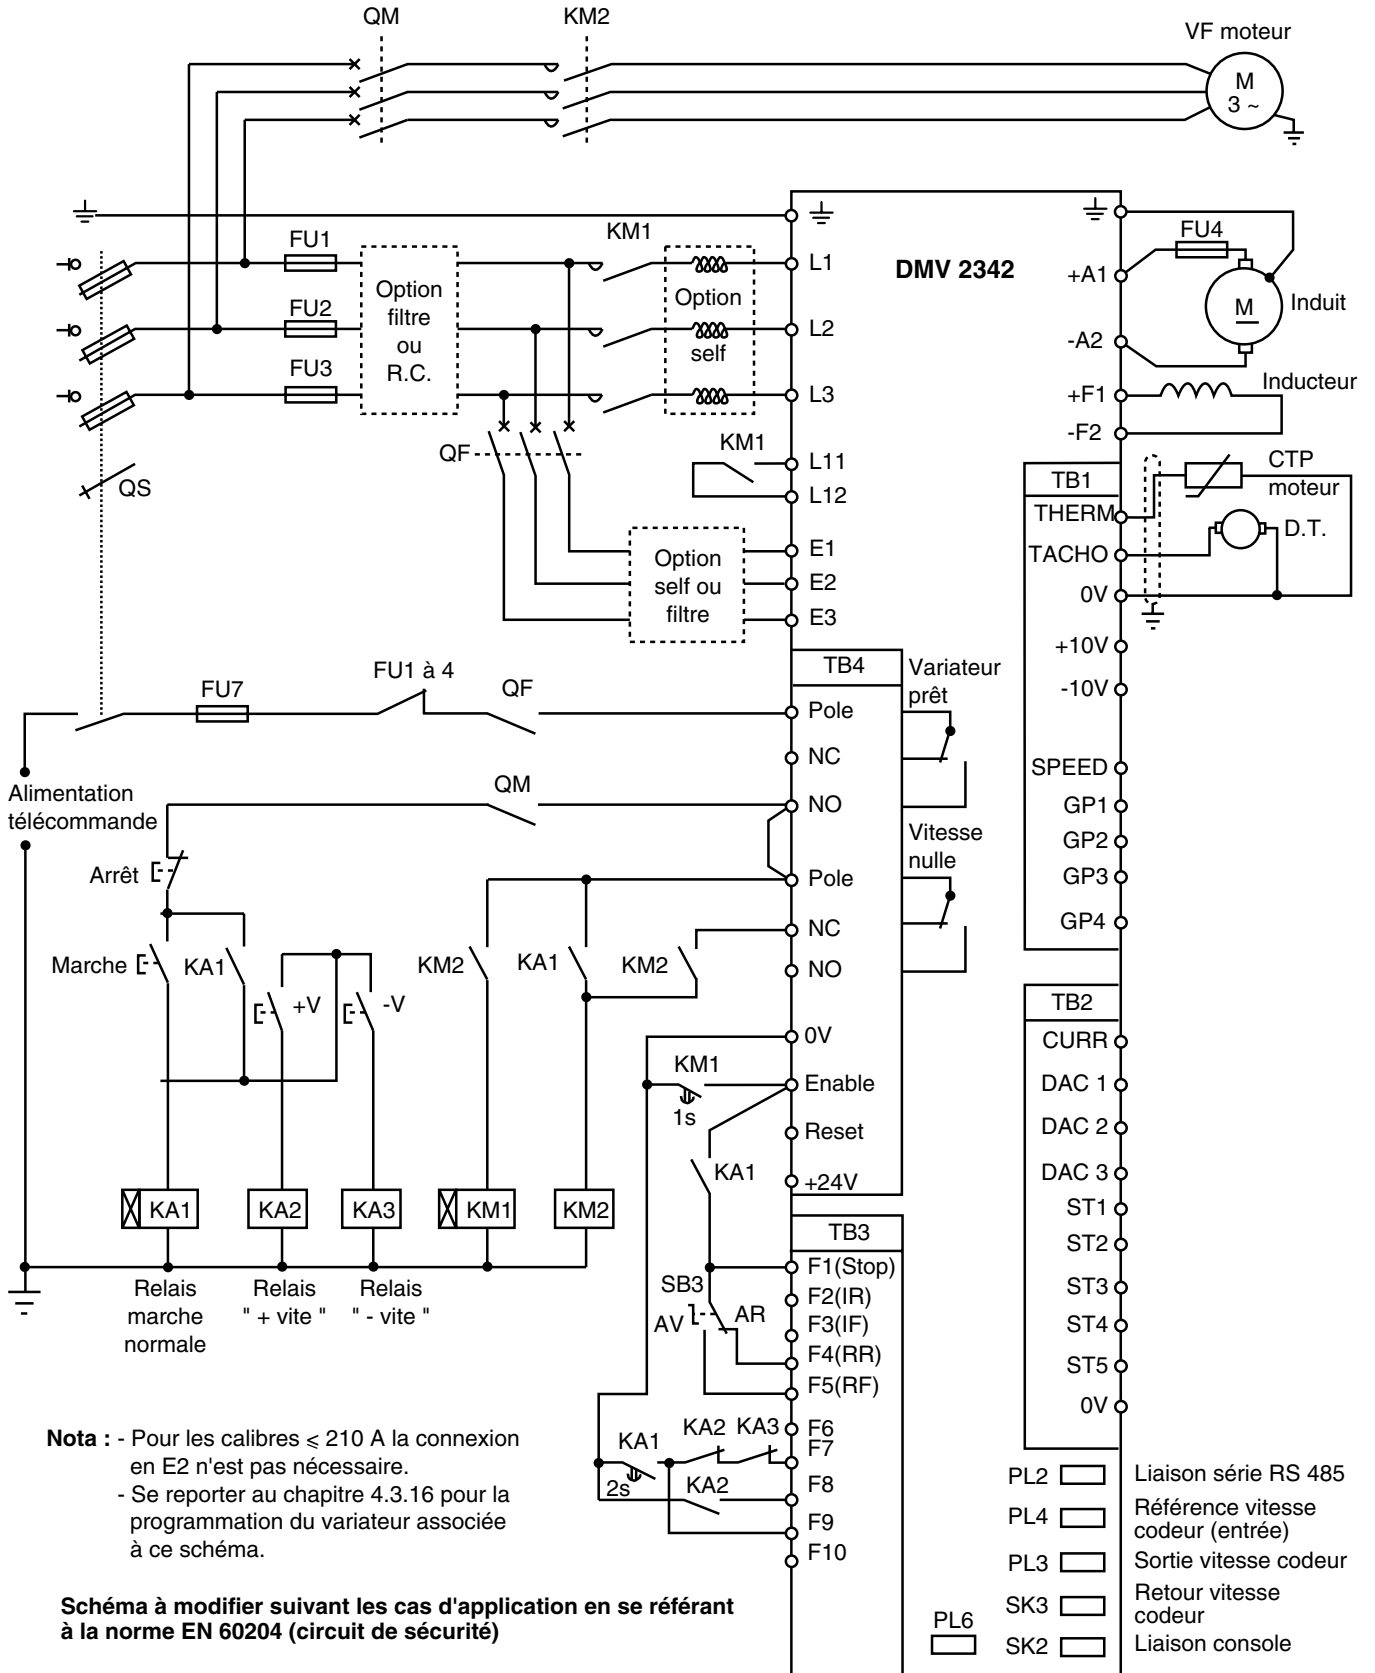 QM
KM2
VF moteur
M
3 ~
FU1
FU2
FU3
Option
filtre
ou
R.C.
KM1
Option
self
L1
L2
L3
DMV 2342
FU4
+A1
M
Induit
-A2
+F1
Inducteur
-F2
QS
QF
KM1
L11
L12
Option
self ou
filtre
E1
E2
E3
TB1
CTP
moteur
THERM
D.T.
TACHO
0V
+10V
-10V
SPEED
GP1
GP2
GP3
GP4
FU7
FU1 à 4
QF
TB4
Variateur
prêt
Pole
NC
Alimentation
télécommande
QM
NO
Vitesse
nulle
Arrêt
Pole
NC
NO
Marche
KA1
+V
-V
KM2
KA1
KM2
TB2
CURR
DAC 1
DAC 2
DAC 3
ST1
ST2
ST3
ST4
ST5
0V
0V
KM1
1s
Enable
Reset
KA1
+24V
KA1
KA2
KA3
KM1
KM2
Relais
marche
normale
Relais
" + vite "
Relais
" - vite "
TB3
F1(Stop)
SB3
F2(IR)
AV
AR
F3(IF)
F4(RR)
F5(RF)
F6
KA1
KA2
KA3
F7
2s
KA2
F8
F9
F10
Nota : - Pour les calibres ⩽ 210 A la connexion
en E2 n'est pas nécessaire.
- Se reporter au chapitre 4.3.16 pour la
programmation du variateur associée
à ce schéma.
Schéma à modifier suivant les cas d'application en se référant
à la norme EN 60204 (circuit de sécurité)
PL2
Liaison série RS 485
PL4
Référence vitesse
codeur (entrée)
PL3
Sortie vitesse codeur
SK3
Retour vitesse
codeur
PL6
SK2
Liaison console